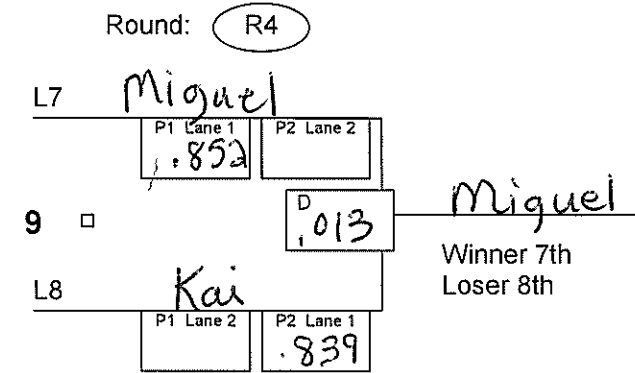 Round: R4
L7 Miguel
P1 Lane 1 P2 Lane 2
.852
D
9 .013 Miguel
Winner 7th
Loser 8th
L8 Kai
P1 Lane 2 P2 Lane 1
.839